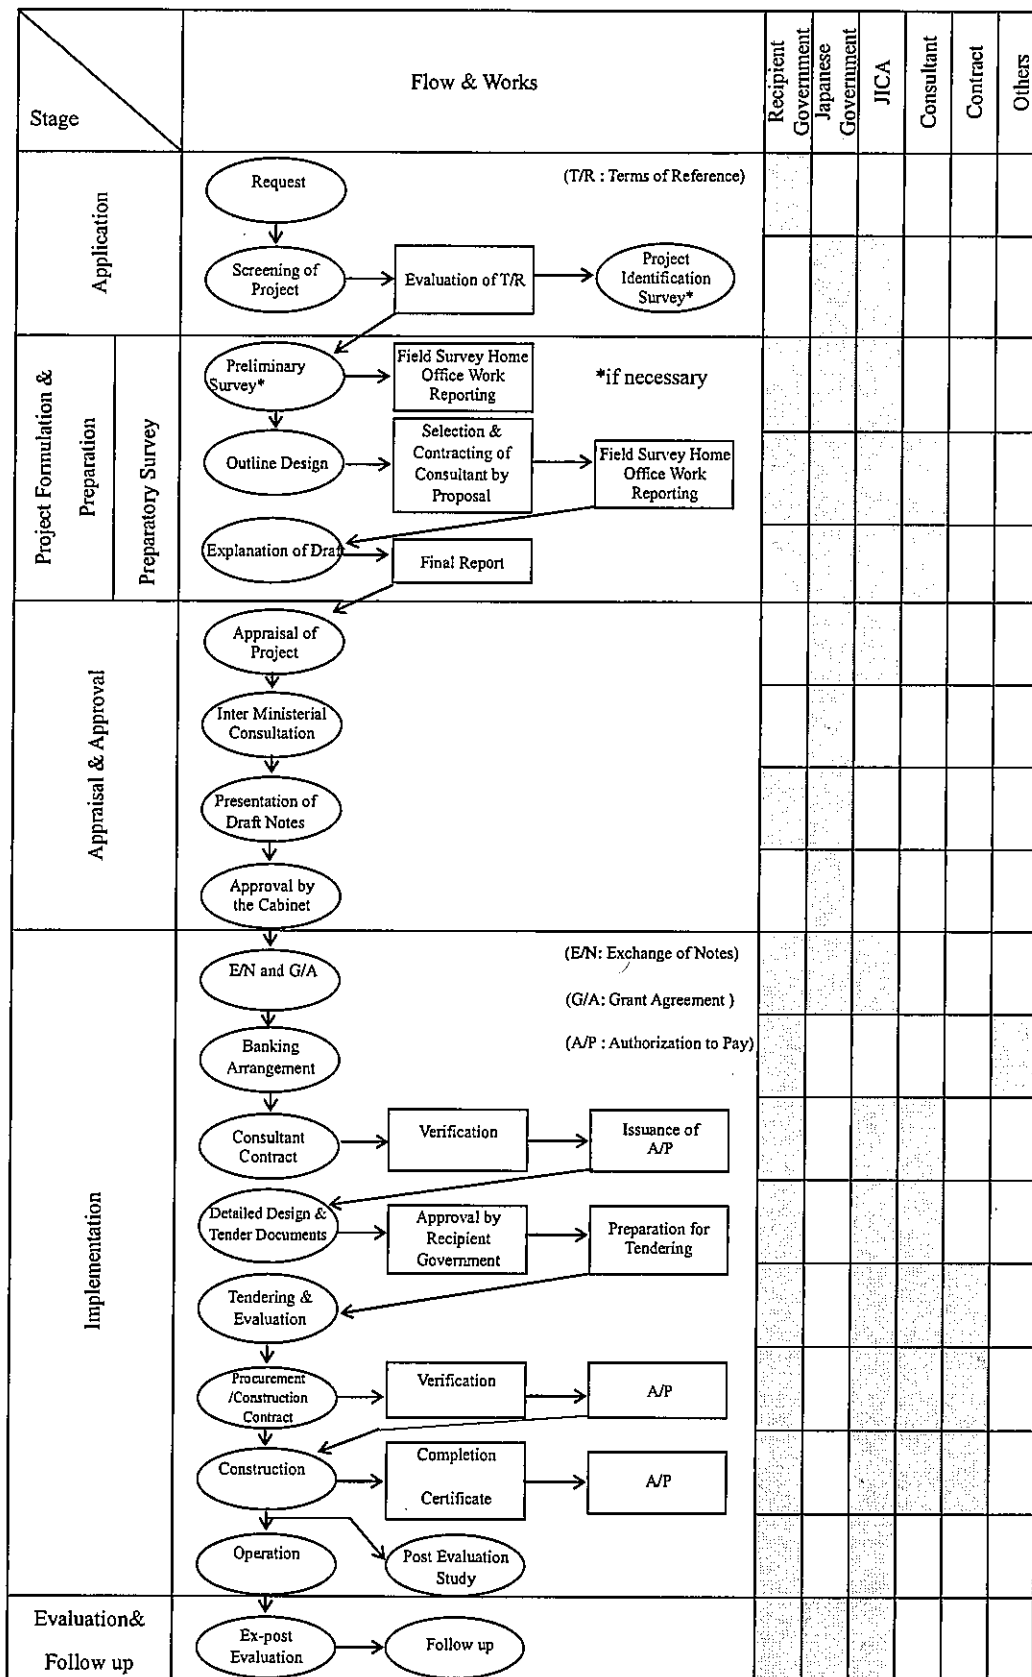 Stage
Flow & Works
Recipient
Government
Japanese
Government
JICA
Consultant
Contract
Others
Application
Request
(T/R : Terms of Reference)
Screening of
Project
Evaluation of T/R
Project
Identification
Survey*
Project Formulation &
Preparation
Preparatory Survey
Preliminary
Survey*
Field Survey Home
Office Work
Reporting
*if necessary
Outline Design
Selection &
Contracting of
Consultant by
Proposal
Field Survey Home
Office Work
Reporting
Explanation of Draft
Final Report
Appraisal & Approval
Appraisal of
Project
Inter Ministerial
Consultation
Presentation of
Draft Notes
Approval by
the Cabinet
Implementation
E/N and G/A
(E/N: Exchange of Notes)
(G/A: Grant Agreement )
(A/P : Authorization to Pay)
Banking
Arrangement
Consultant
Contract
Verification
Issuance of
A/P
Detailed Design &
Tender Documents
Approval by
Recipient
Government
Preparation for
Tendering
Tendering &
Evaluation
Procurement
/Construction
Contract
Verification
A/P
Construction
Completion
Certificate
A/P
Operation
Post Evaluation
Study
Evaluation&
Follow up
Ex-post
Evaluation
Follow up